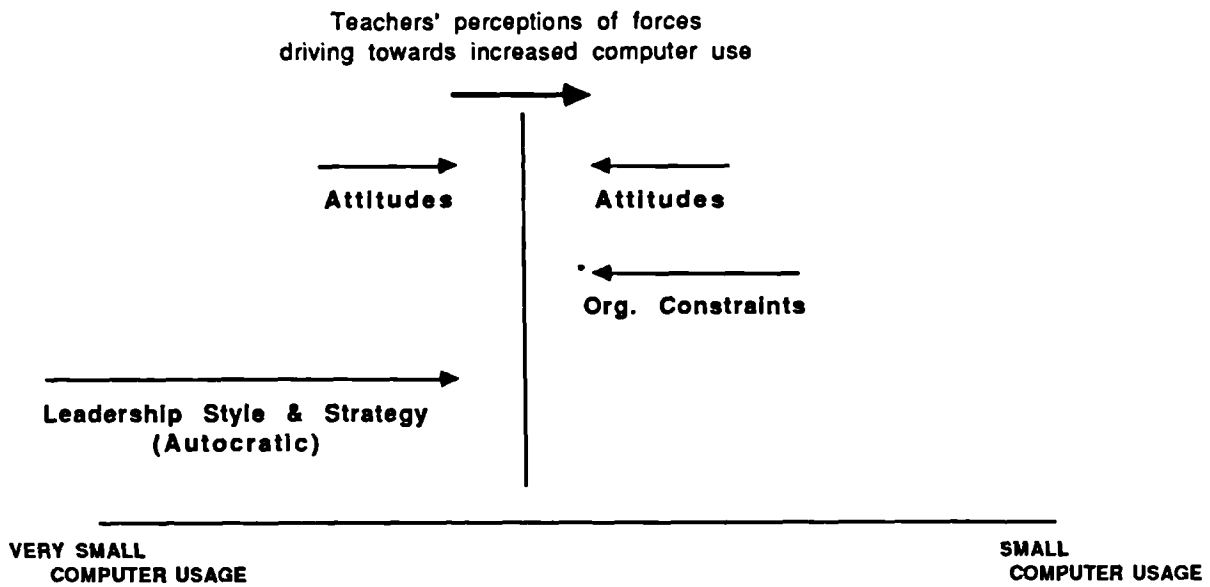 Teachers' perceptions of forces
driving towards increased computer use
Attitudes
Attitudes
Org. Constraints
Leadership Style & Strategy
(Autocratic)
VERY SMALL
COMPUTER USAGE
SMALL
COMPUTER USAGE